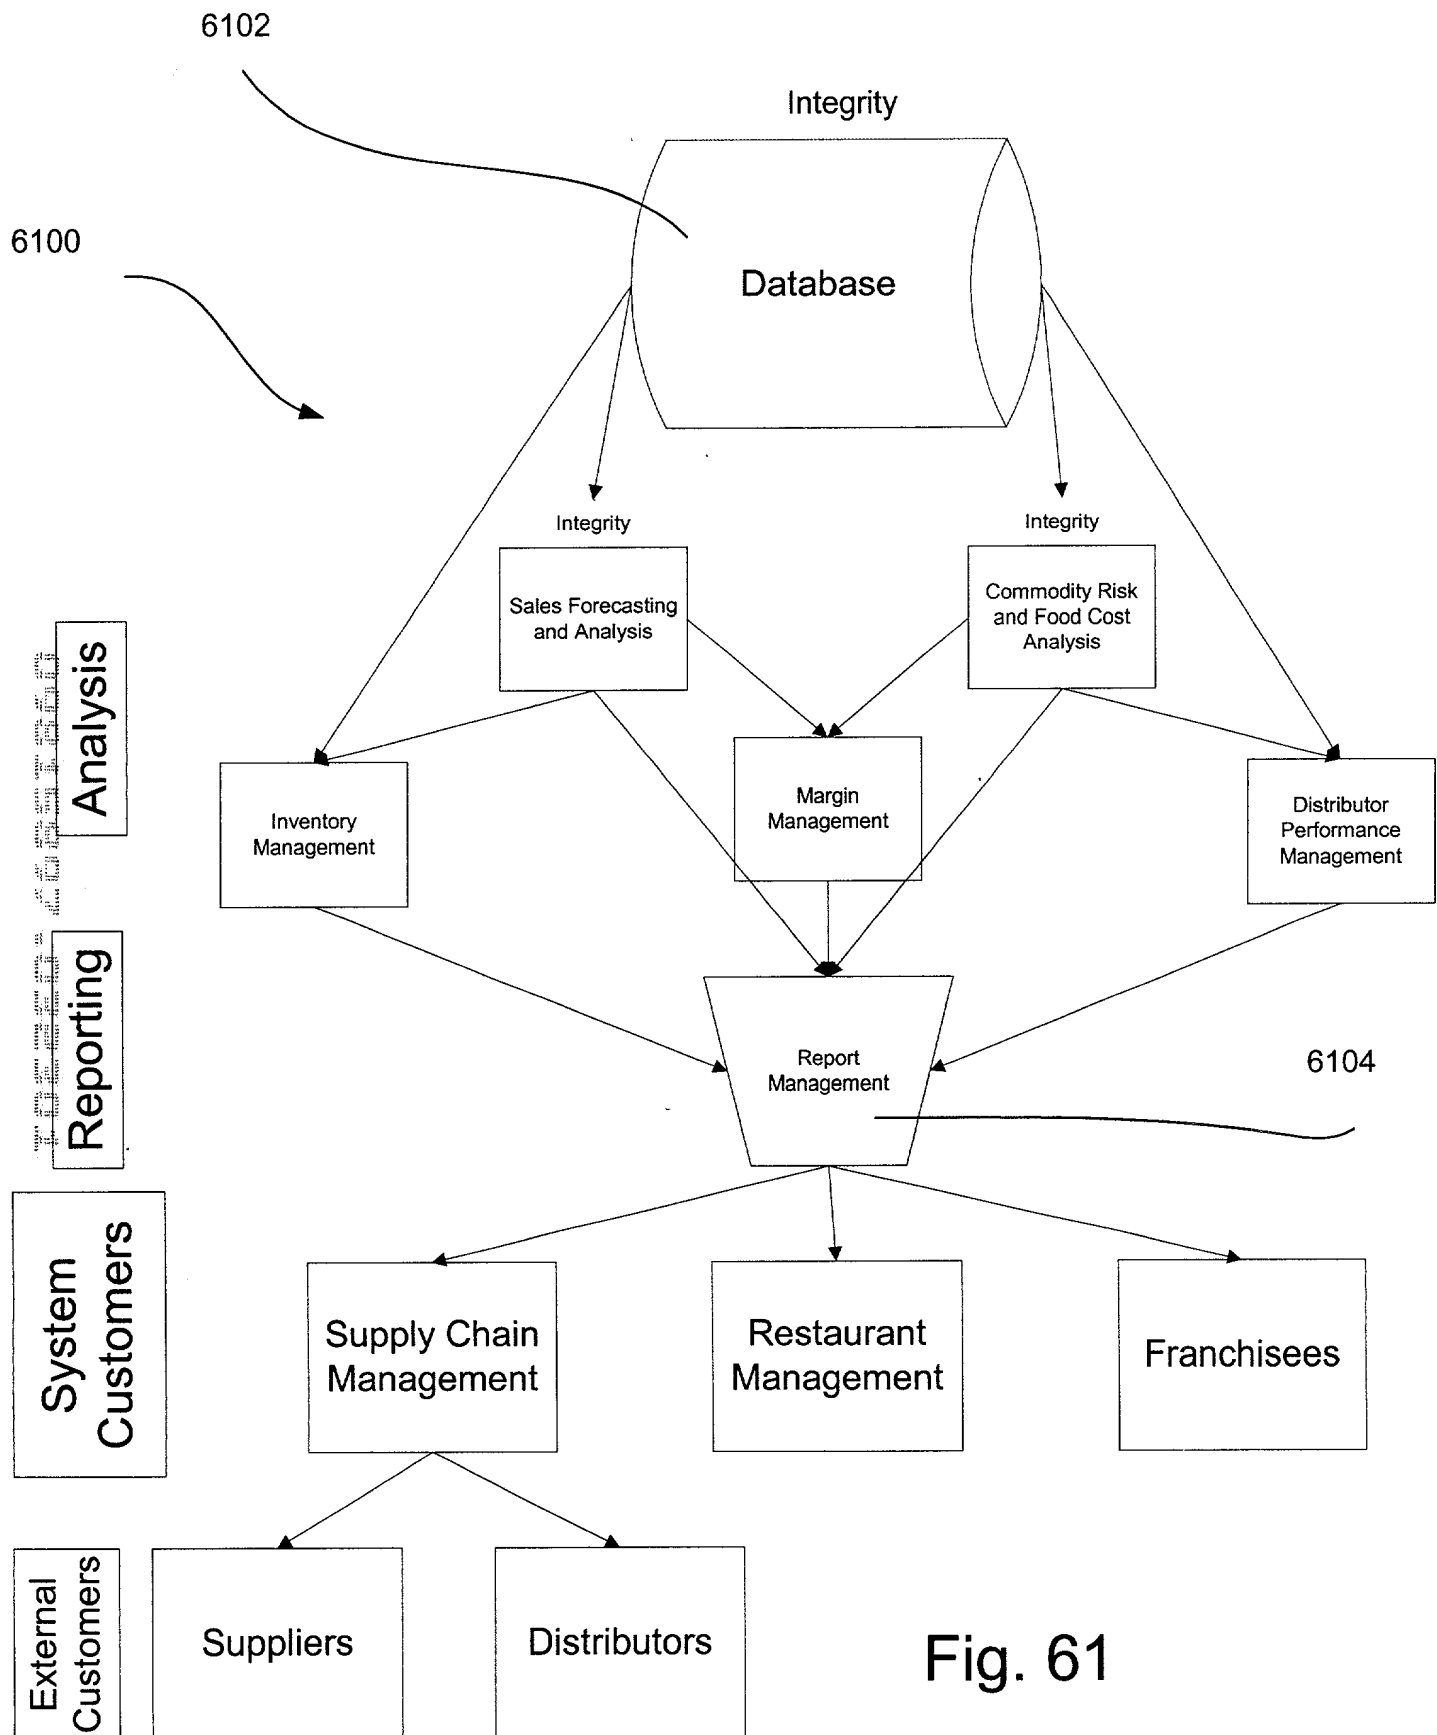 6102
Integrity
6100
Database
Integrity
Integrity
Sales Forecasting
and Analysis
Commodity Risk
and Food Cost
Analysis
Analysis
Inventory
Management
Margin
Management
Distributor
Performance
Management
Reporting
Report
Management
6104
System
Customers
Supply Chain
Management
Restaurant
Management
Franchisees
External
Customers
Suppliers
Distributors
Fig. 61